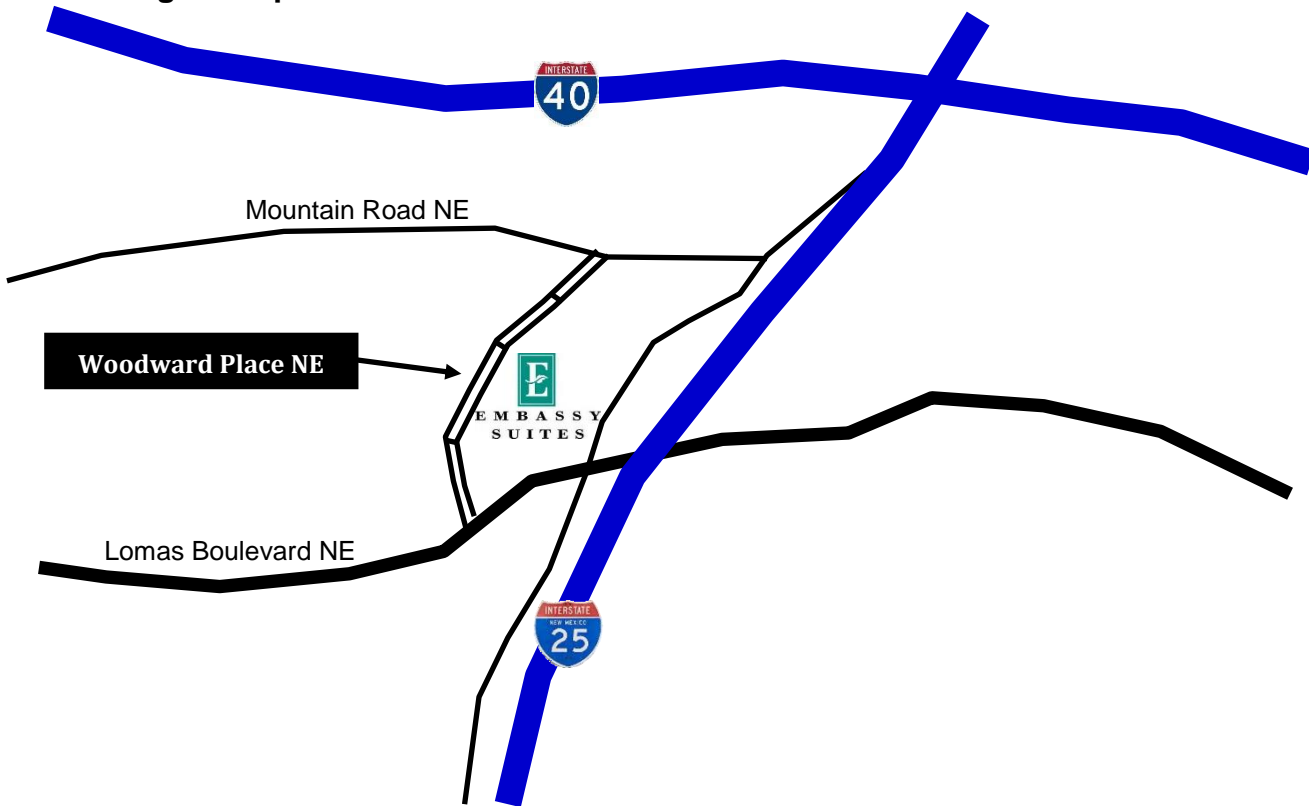 INTERSTATE
40
Mountain Road NE
Woodward Place NE
E
EMBASSY
SUITES
Lomas Boulevard NE
INTERSTATE
NEW MEXICO
25